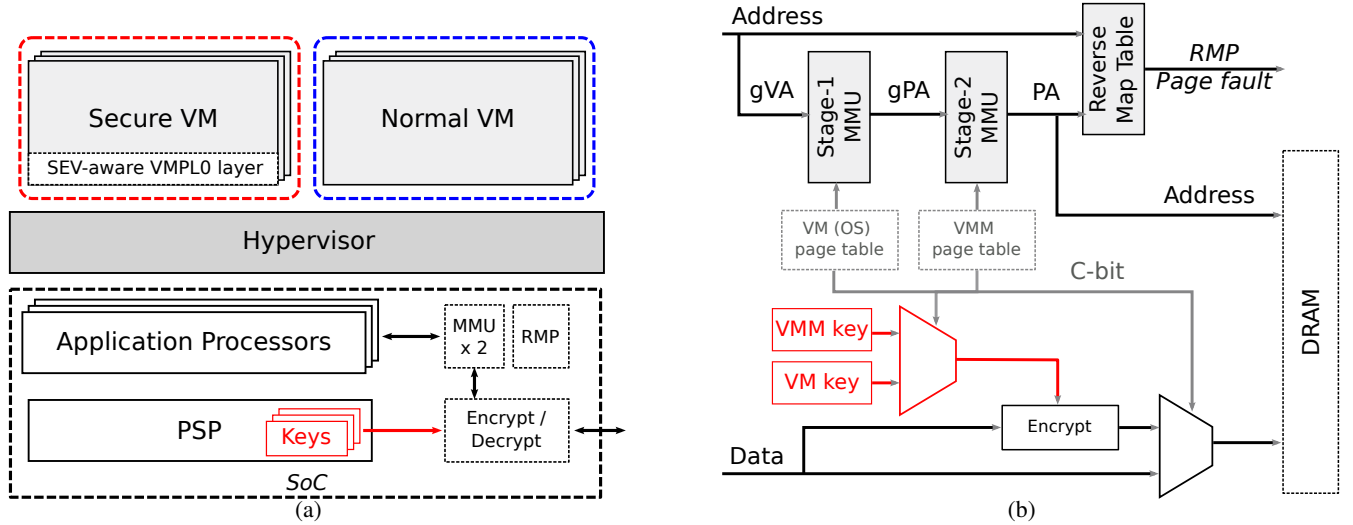 Secure VM
SEV-aware VMPL0 layer
Normal VM
Hypervisor
Application Processors
MMU
x 2
RMP
PSP
Keys
Encrypt /
Decrypt
SoC
(a)
Address
gVA
Stage-1
MMU
gPA
Stage-2
MMU
PA
Reverse
Map Table
RMP
Page fault
Address
VM (OS)
page table
VMM
page table
C-bit
VMM key
VM key
Encrypt
Data
DRAM
(b)